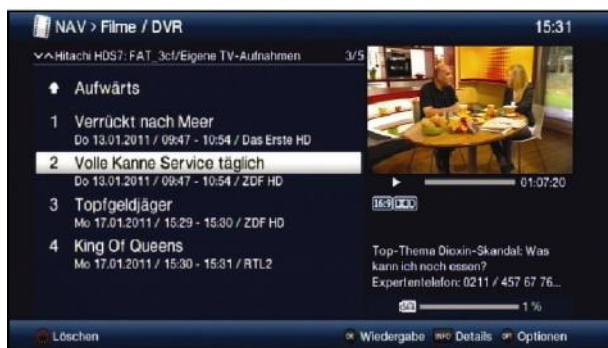 NAV > Filme / DVR
15:31
Hitachi HDS7: FAT_3cf/Eigene TV-Aufnahmen 3/5
Aufwärts
1 Verrückt nach Meer
Do 13.01.2011 / 09:47 - 10:54 / Das Erste HD
2 Volle Kanne Service täglich
Do 13.01.2011 / 09:47 - 10:54 / ZDF HD
3 Topfgeldjäger
Mo 17.01.2011 / 15:29 - 15:30 / ZDF HD
4 King Of Queens
Mo 17.01.2011 / 15:30 - 15:31 / RTL2
01:07:20
16:9
Top-Thema Dioxin-Skandal: Was
kann ich noch essen?
Expertentelefon: 0211 / 457 67 76...
1 %
Löschen
OK Wiedergabe INFO Details OPT Optionen